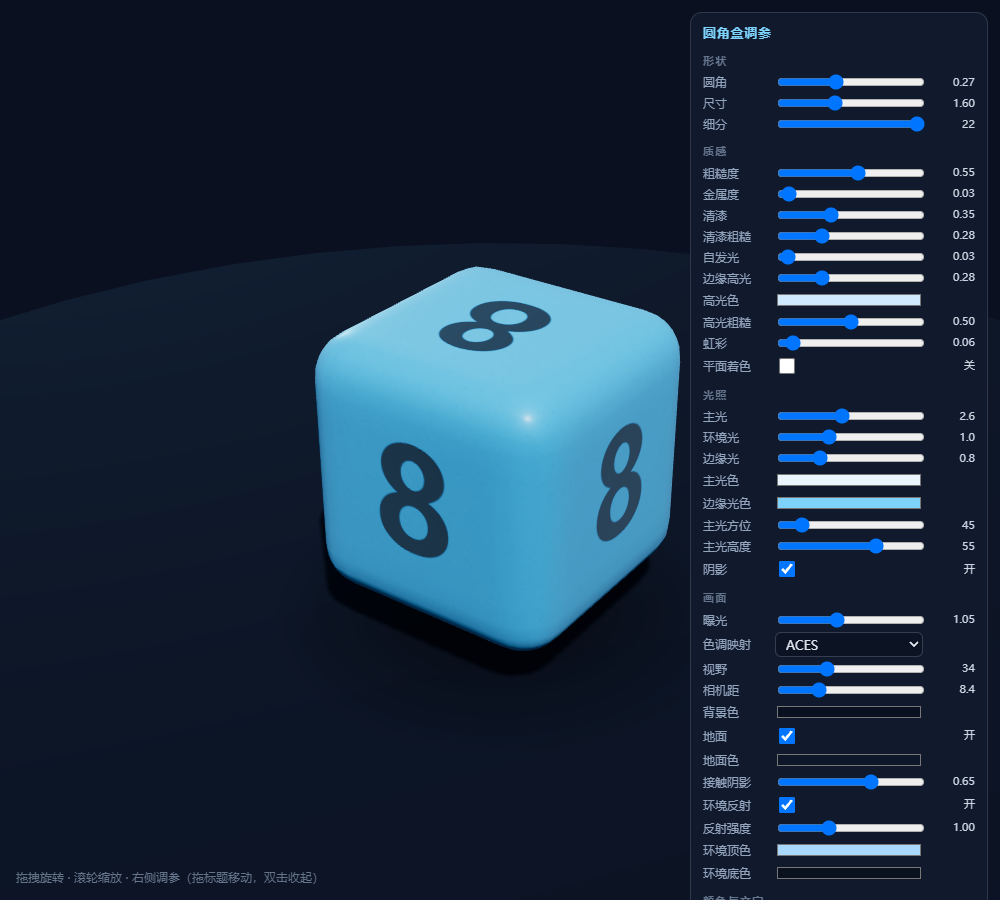 圆角盒调参
形状
圆角 0.27
尺寸 1.60
细分 22
质感
粗糙度 0.55
金属度 0.03
清漆 0.35
清漆粗糙 0.28
自发光 0.03
边缘高光 0.28
高光色
高光粗糙 0.50
虹彩 0.06
平面着色 关
光照
主光 2.6
环境光 1.0
边缘光 0.8
主光色
边缘光色
主光方位 45
主光高度 55
阴影 开
画面
曝光 1.05
色调映射 ACES
视野 34
相机距 8.4
背景色
地面 开
地面色
接触阴影 0.65
环境反射 开
反射强度 1.00
环境顶色
环境底色
8
8
8
拖拽旋转 · 滚轮缩放 · 右侧调参（拖标题移动，双击收起）